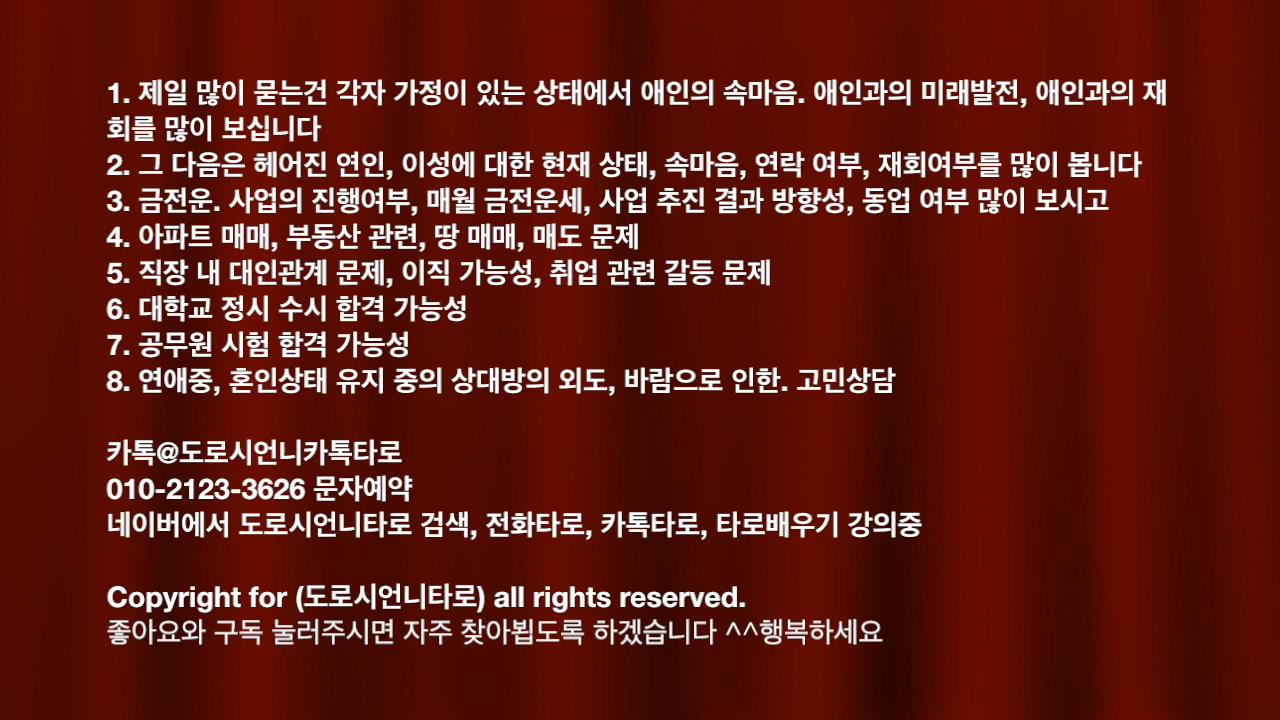 1. 제일 많이 묻는건 각자 가정이 있는 상태에서 애인의 속마음. 애인과의 미래발전, 애인과의 재
회를 많이 보십니다
2. 그 다음은 헤어진 연인, 이성에 대한 현재 상태, 속마음, 연락 여부, 재회여부를 많이 봅니다
3. 금전운. 사업의 진행여부, 매월 금전운세, 사업 추진 결과 방향성, 동업 여부 많이 보시고
4. 아파트 매매, 부동산 관련, 땅 매매, 매도 문제
5. 직장 내 대인관계 문제, 이직 가능성, 취업 관련 갈등 문제
6. 대학교 정시 수시 합격 가능성
7. 공무원 시험 합격 가능성
8. 연애중, 혼인상태 유지 중의 상대방의 외도, 바람으로 인한. 고민상담
카톡@도로시언니카톡타로
010-2123-3626 문자예약
네이버에서 도로시언니타로 검색, 전화타로, 카톡타로, 타로배우기 강의중
Copyright for (도로시언니타로) all rights reserved.
좋아요와 구독 눌러주시면 자주 찾아뵙도록 하겠습니다 ^^행복하세요